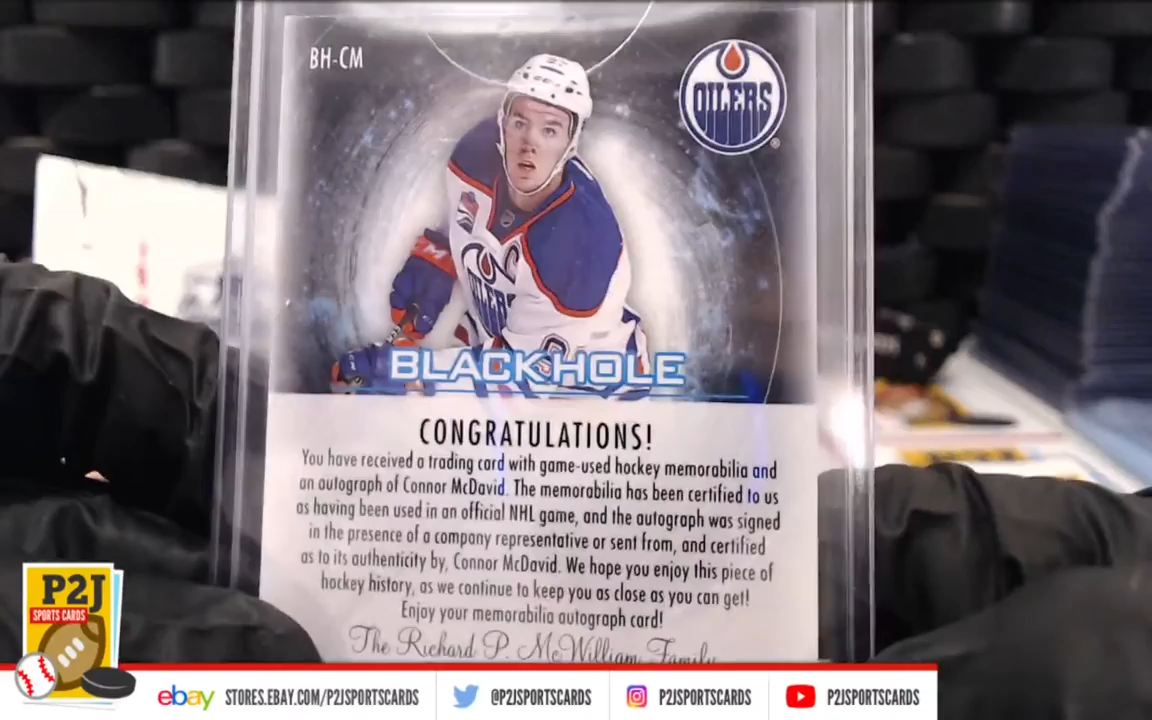 BH-CM
OILERS
OILERS
BLACK HOLE
CONGRATULATIONS!
You have received a trading card with game-used hockey memorabilia and
an autograph of Connor McDavid. The memorabilia has been certified to us
as having been used in an official NHL game, and the autograph was signed
in the presence of a company representative or sent from, and certified
as to its authenticity by, Connor McDavid. We hope you enjoy this piece of
hockey history, as we continue to keep you as close as you can get!
Enjoy your memorabilia autograph card!
The Richard P. McWilliam Family
P2J
SPORTS CARDS
ebay STORES.EBAY.COM/P2JSPORTSCARDS @P2JSPORTSCARDS P2JSPORTSCARDS P2JSPORTSCARDS